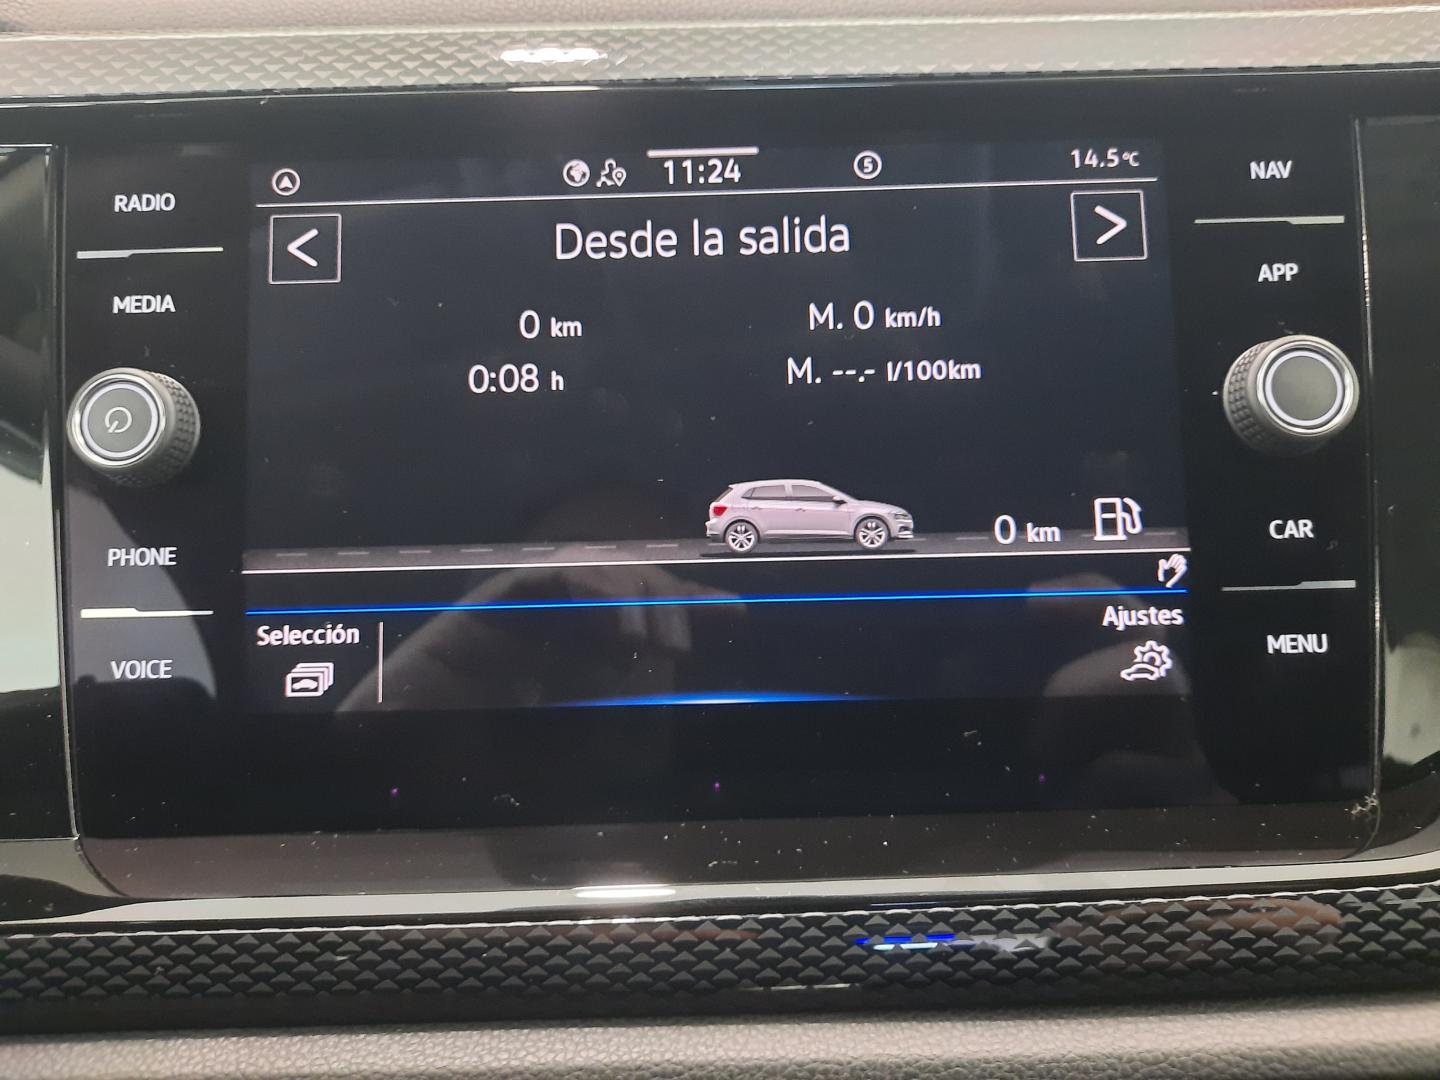 RADIO
MEDIA
PHONE
VOICE
11:24
5
14.5°C
Desde la salida
0 km
M. 0 km/h
0:08 h
M. --.- l/100km
0 km
Selección
Ajustes
NAV
APP
CAR
MENU